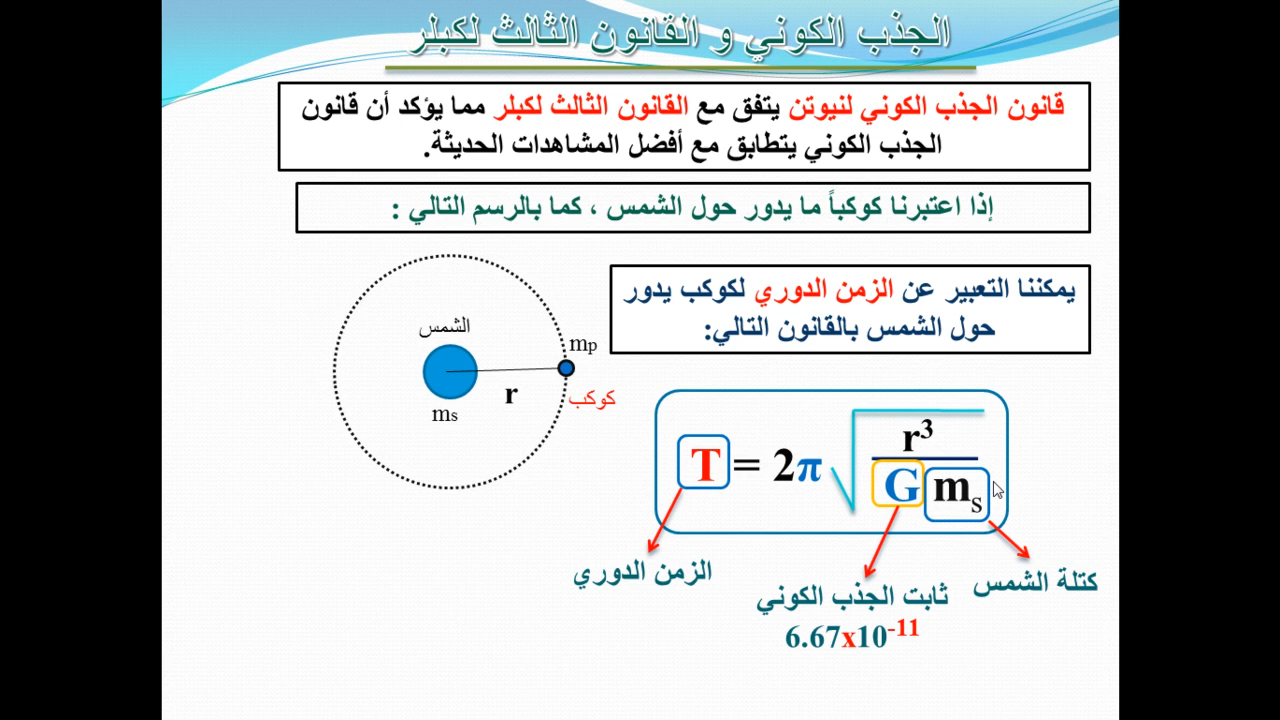 الجذب الكوني و القانون الثالث لكبلر
قانون الجذب الكوني لنيوتن يتفق مع القانون الثالث لكبلر مما يؤكد أن قانون
الجذب الكوني يتطابق مع أفضل المشاهدات الحديثة.
إذا اعتبرنا كوكباً ما يدور حول الشمس ، كما بالرسم التالي :
يمكننا التعبير عن الزمن الدوري لكوكب يدور
حول الشمس بالقانون التالي:
الشمس
mp
r
كوكب
ms
T = 2π √(r³ / G mₛ)
الزمن الدوري
ثابت الجذب الكوني
6.67x10⁻¹¹
كتلة الشمس